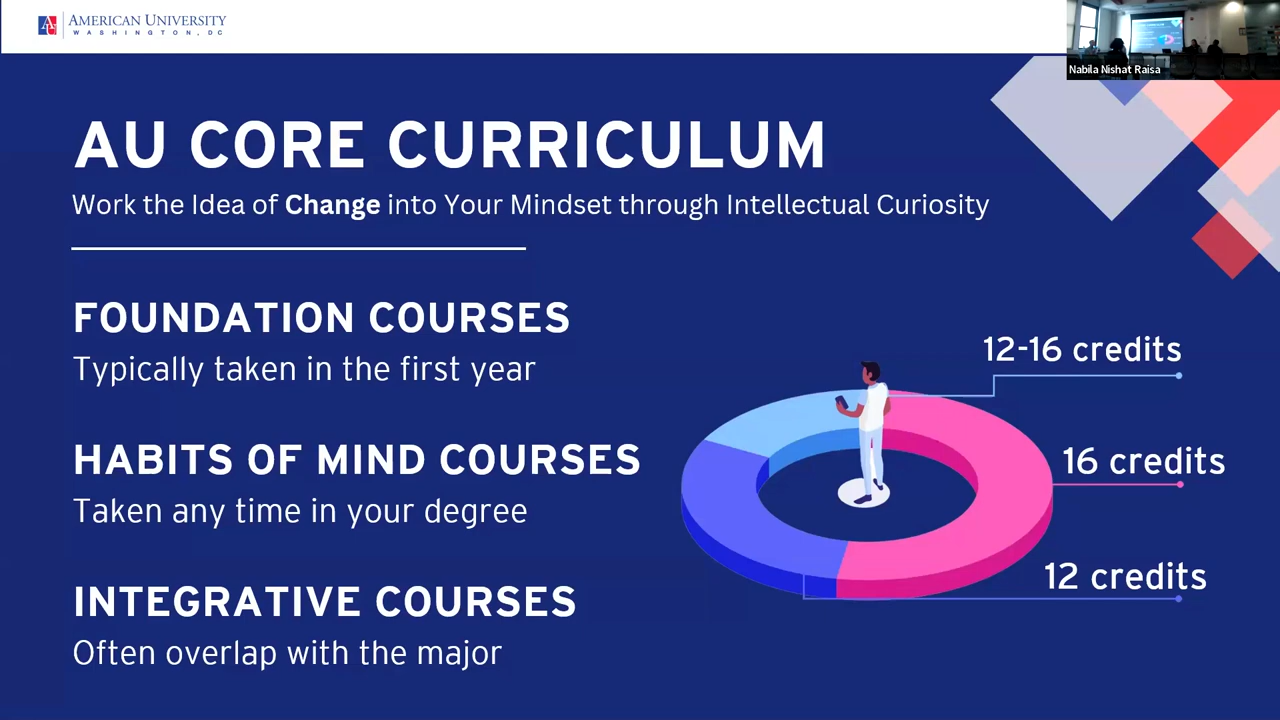 AMERICAN UNIVERSITY
WASHINGTON, DC
Nabila Nishat Raisa
AU CORE CURRICULUM
Work the Idea of Change into Your Mindset through Intellectual Curiosity
FOUNDATION COURSES
Typically taken in the first year
12-16 credits
HABITS OF MIND COURSES
Taken any time in your degree
16 credits
INTEGRATIVE COURSES
Often overlap with the major
12 credits